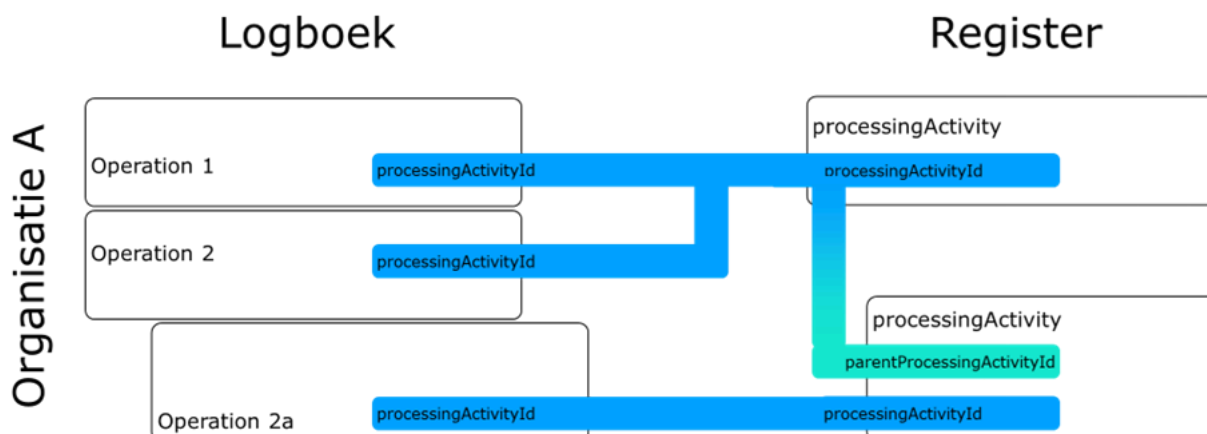 Logboek
Register
Organisatie A
processingActivity
Operation 1
processingActivityId
processingActivityId
Operation 2
processingActivityId
processingActivity
parentProcessingActivityId
Operation 2a
processingActivityId
processingActivityId